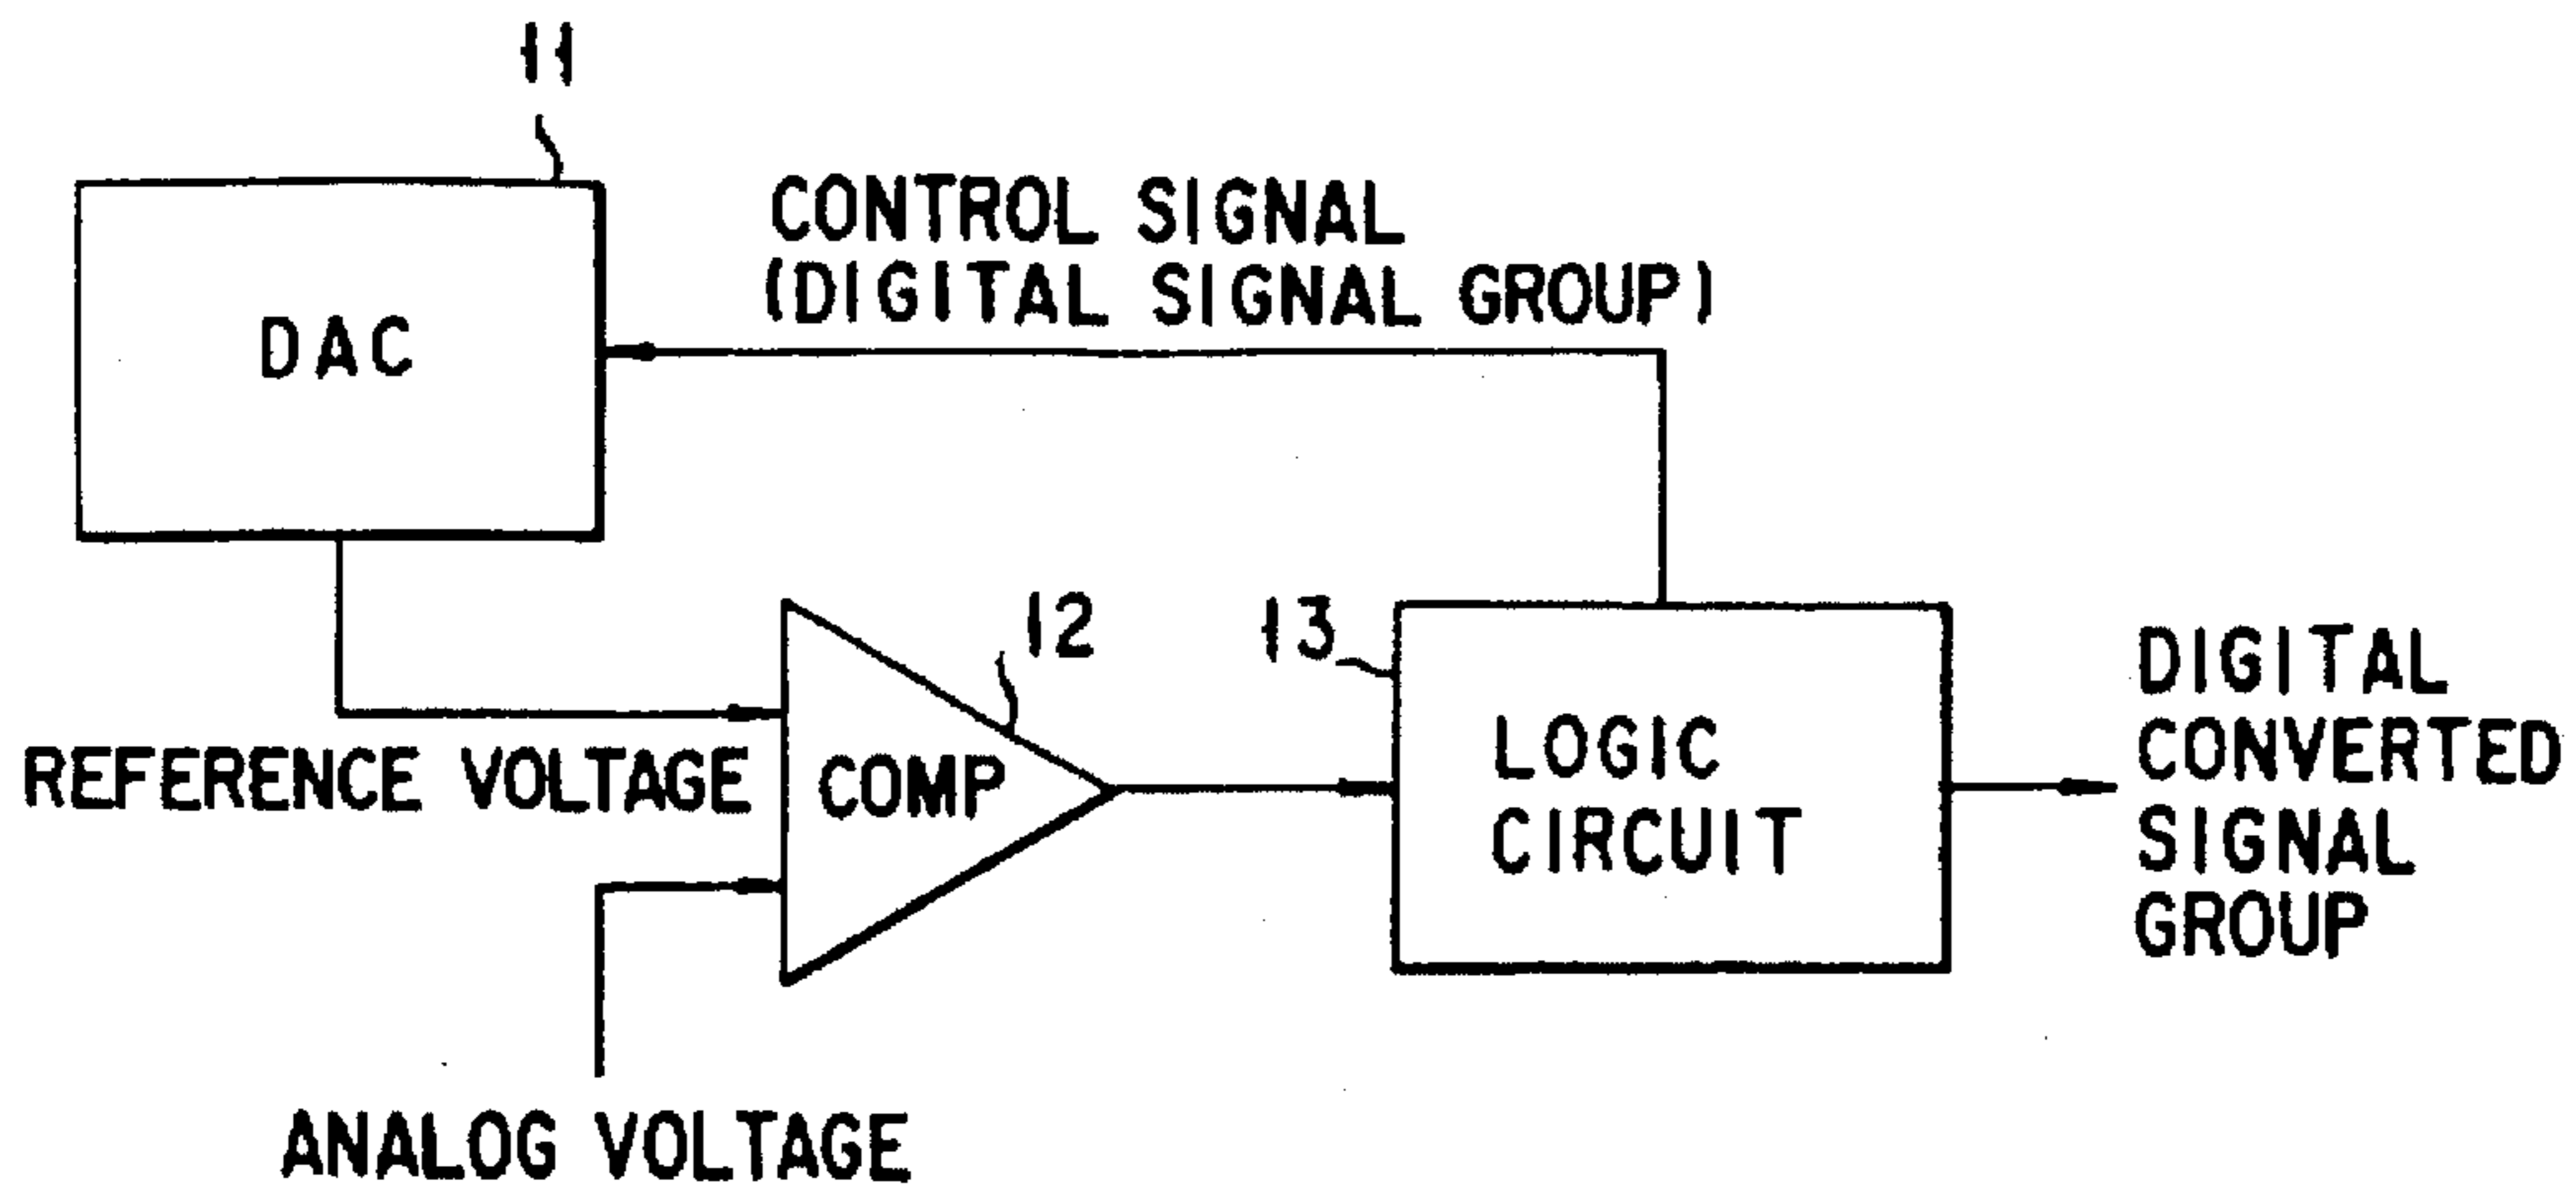 11
CONTROL SIGNAL
(DIGITAL SIGNAL GROUP)
DAC
12
13
DIGITAL
CONVERTED
SIGNAL
GROUP
REFERENCE VOLTAGE
COMP
LOGIC
CIRCUIT
ANALOG VOLTAGE